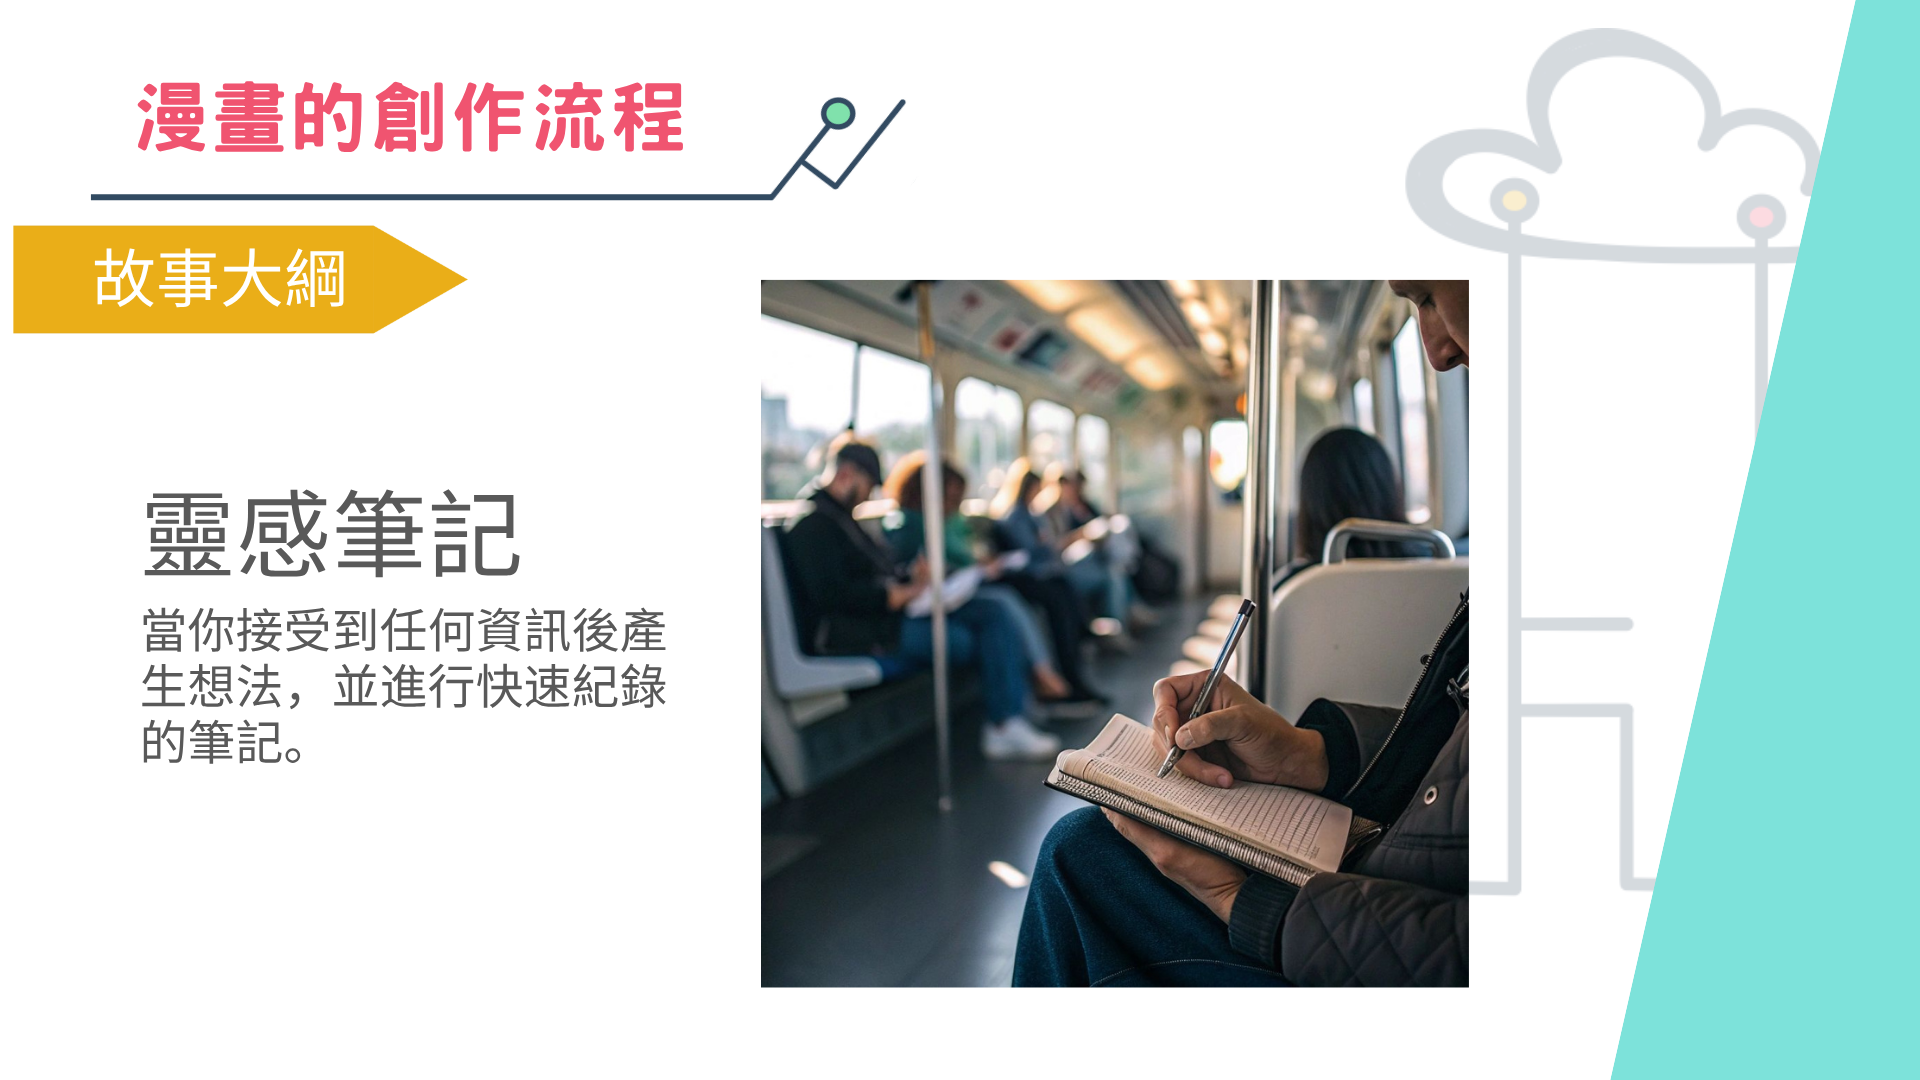 漫畫的創作流程
故事大綱
靈感筆記
當你接受到任何資訊後產
生想法，並進行快速紀錄
的筆記。